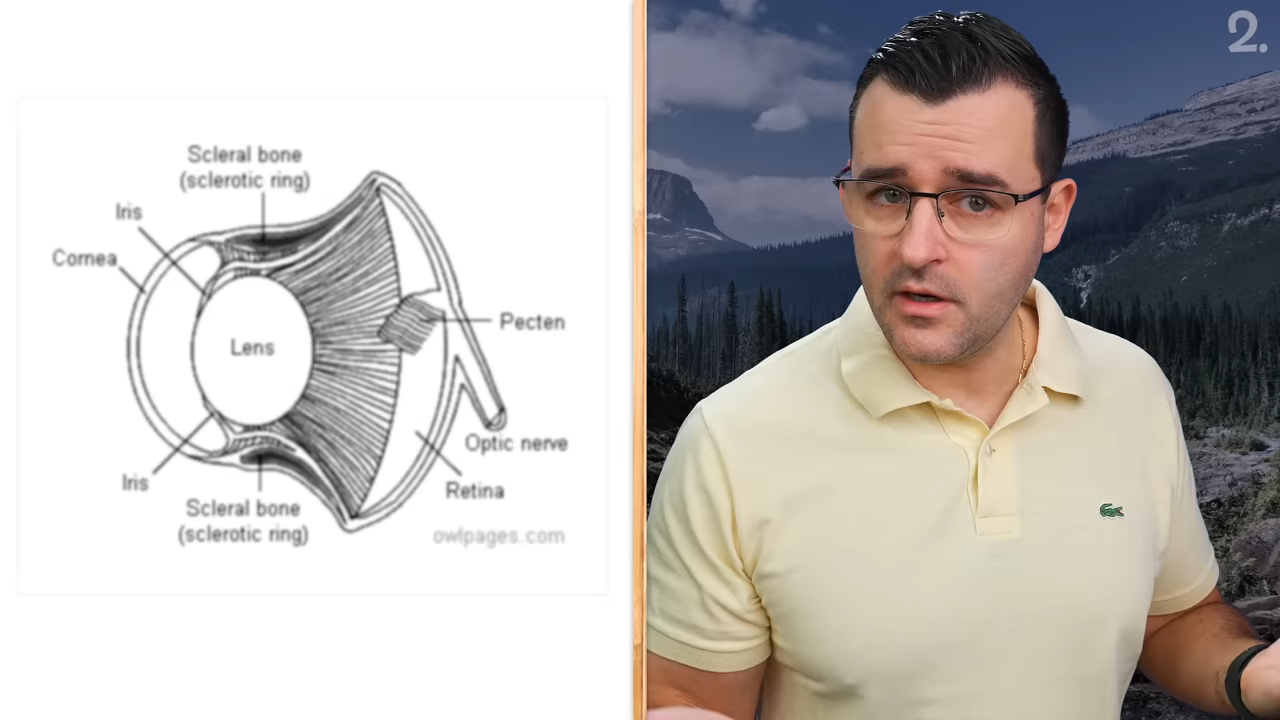 2.
Scleral bone
(sclerotic ring)
Iris
Cornea
Lens
Pecten
Optic nerve
Iris
Retina
Scleral bone
(sclerotic ring)
owlpages.com